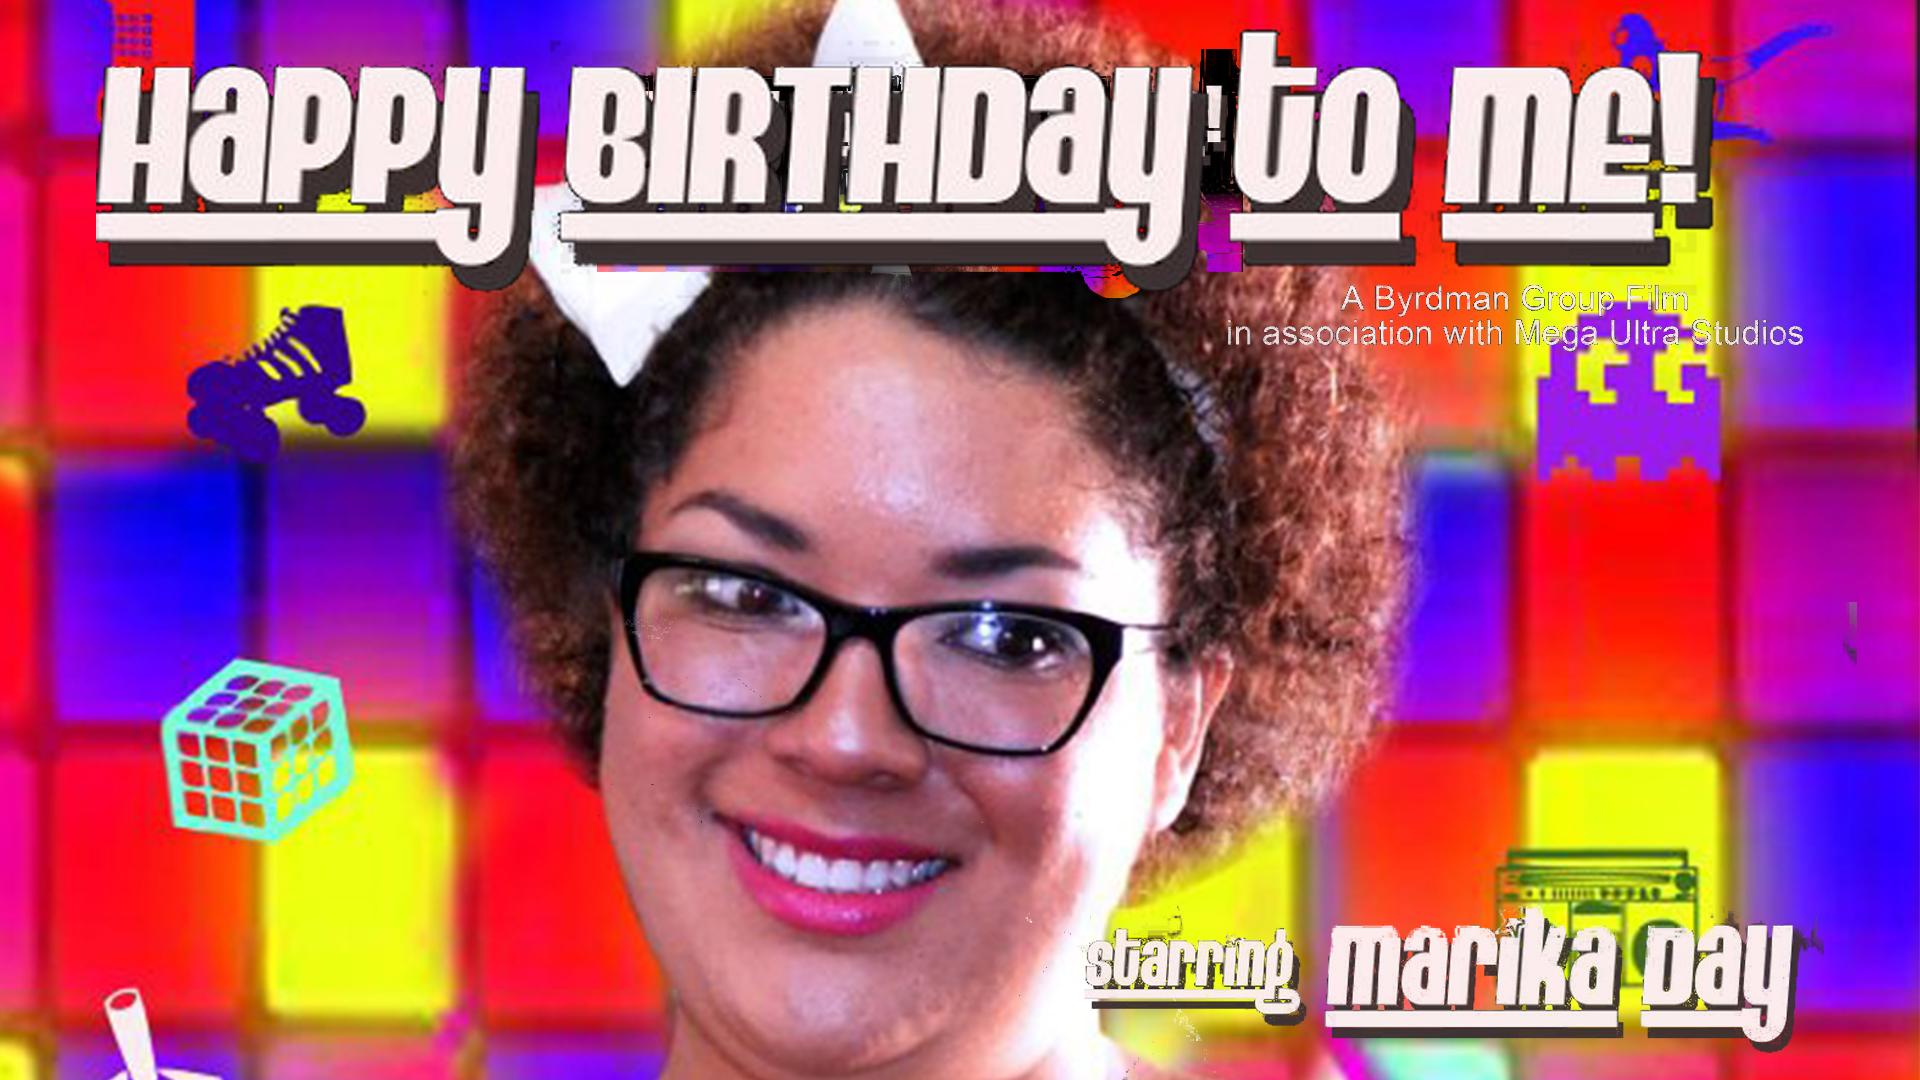 HAPPY BIRTHDAY to ME!
A Byrdman Group Film
in association with Mega Ultra Studios
starring marika Day